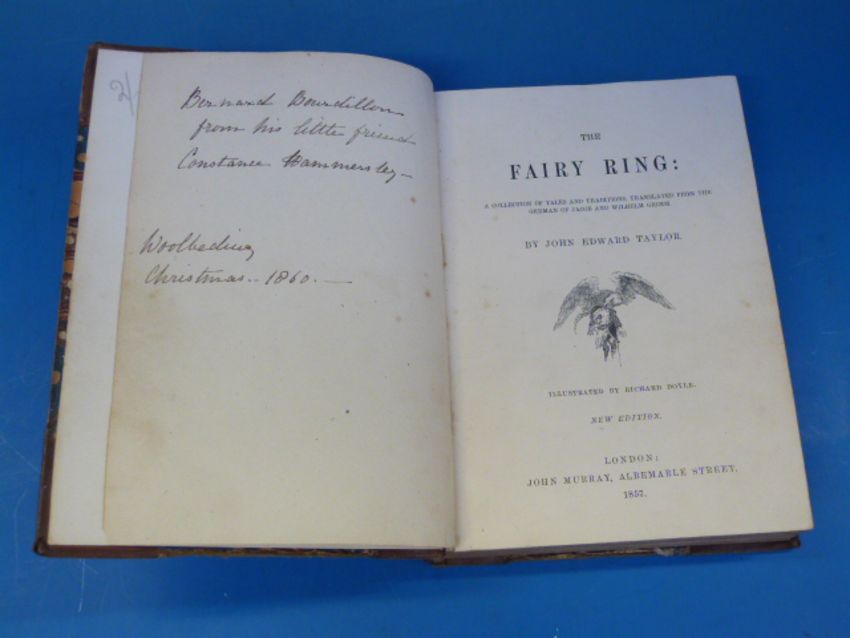 2/
Bernard Bourdillon
from his little friend
Constance Hammersley —
Woolbeding
Christmas .. 1860. —
THE
FAIRY RING:
A COLLECTION OF TALES AND TRADITIONS, TRANSLATED FROM THE
GERMAN OF JACOB AND WILHELM GRIMM
BY JOHN EDWARD TAYLOR.
ILLUSTRATED BY RICHARD DOYLE.
NEW EDITION.
LONDON:
JOHN MURRAY, ALBEMARLE STREET.
1857.